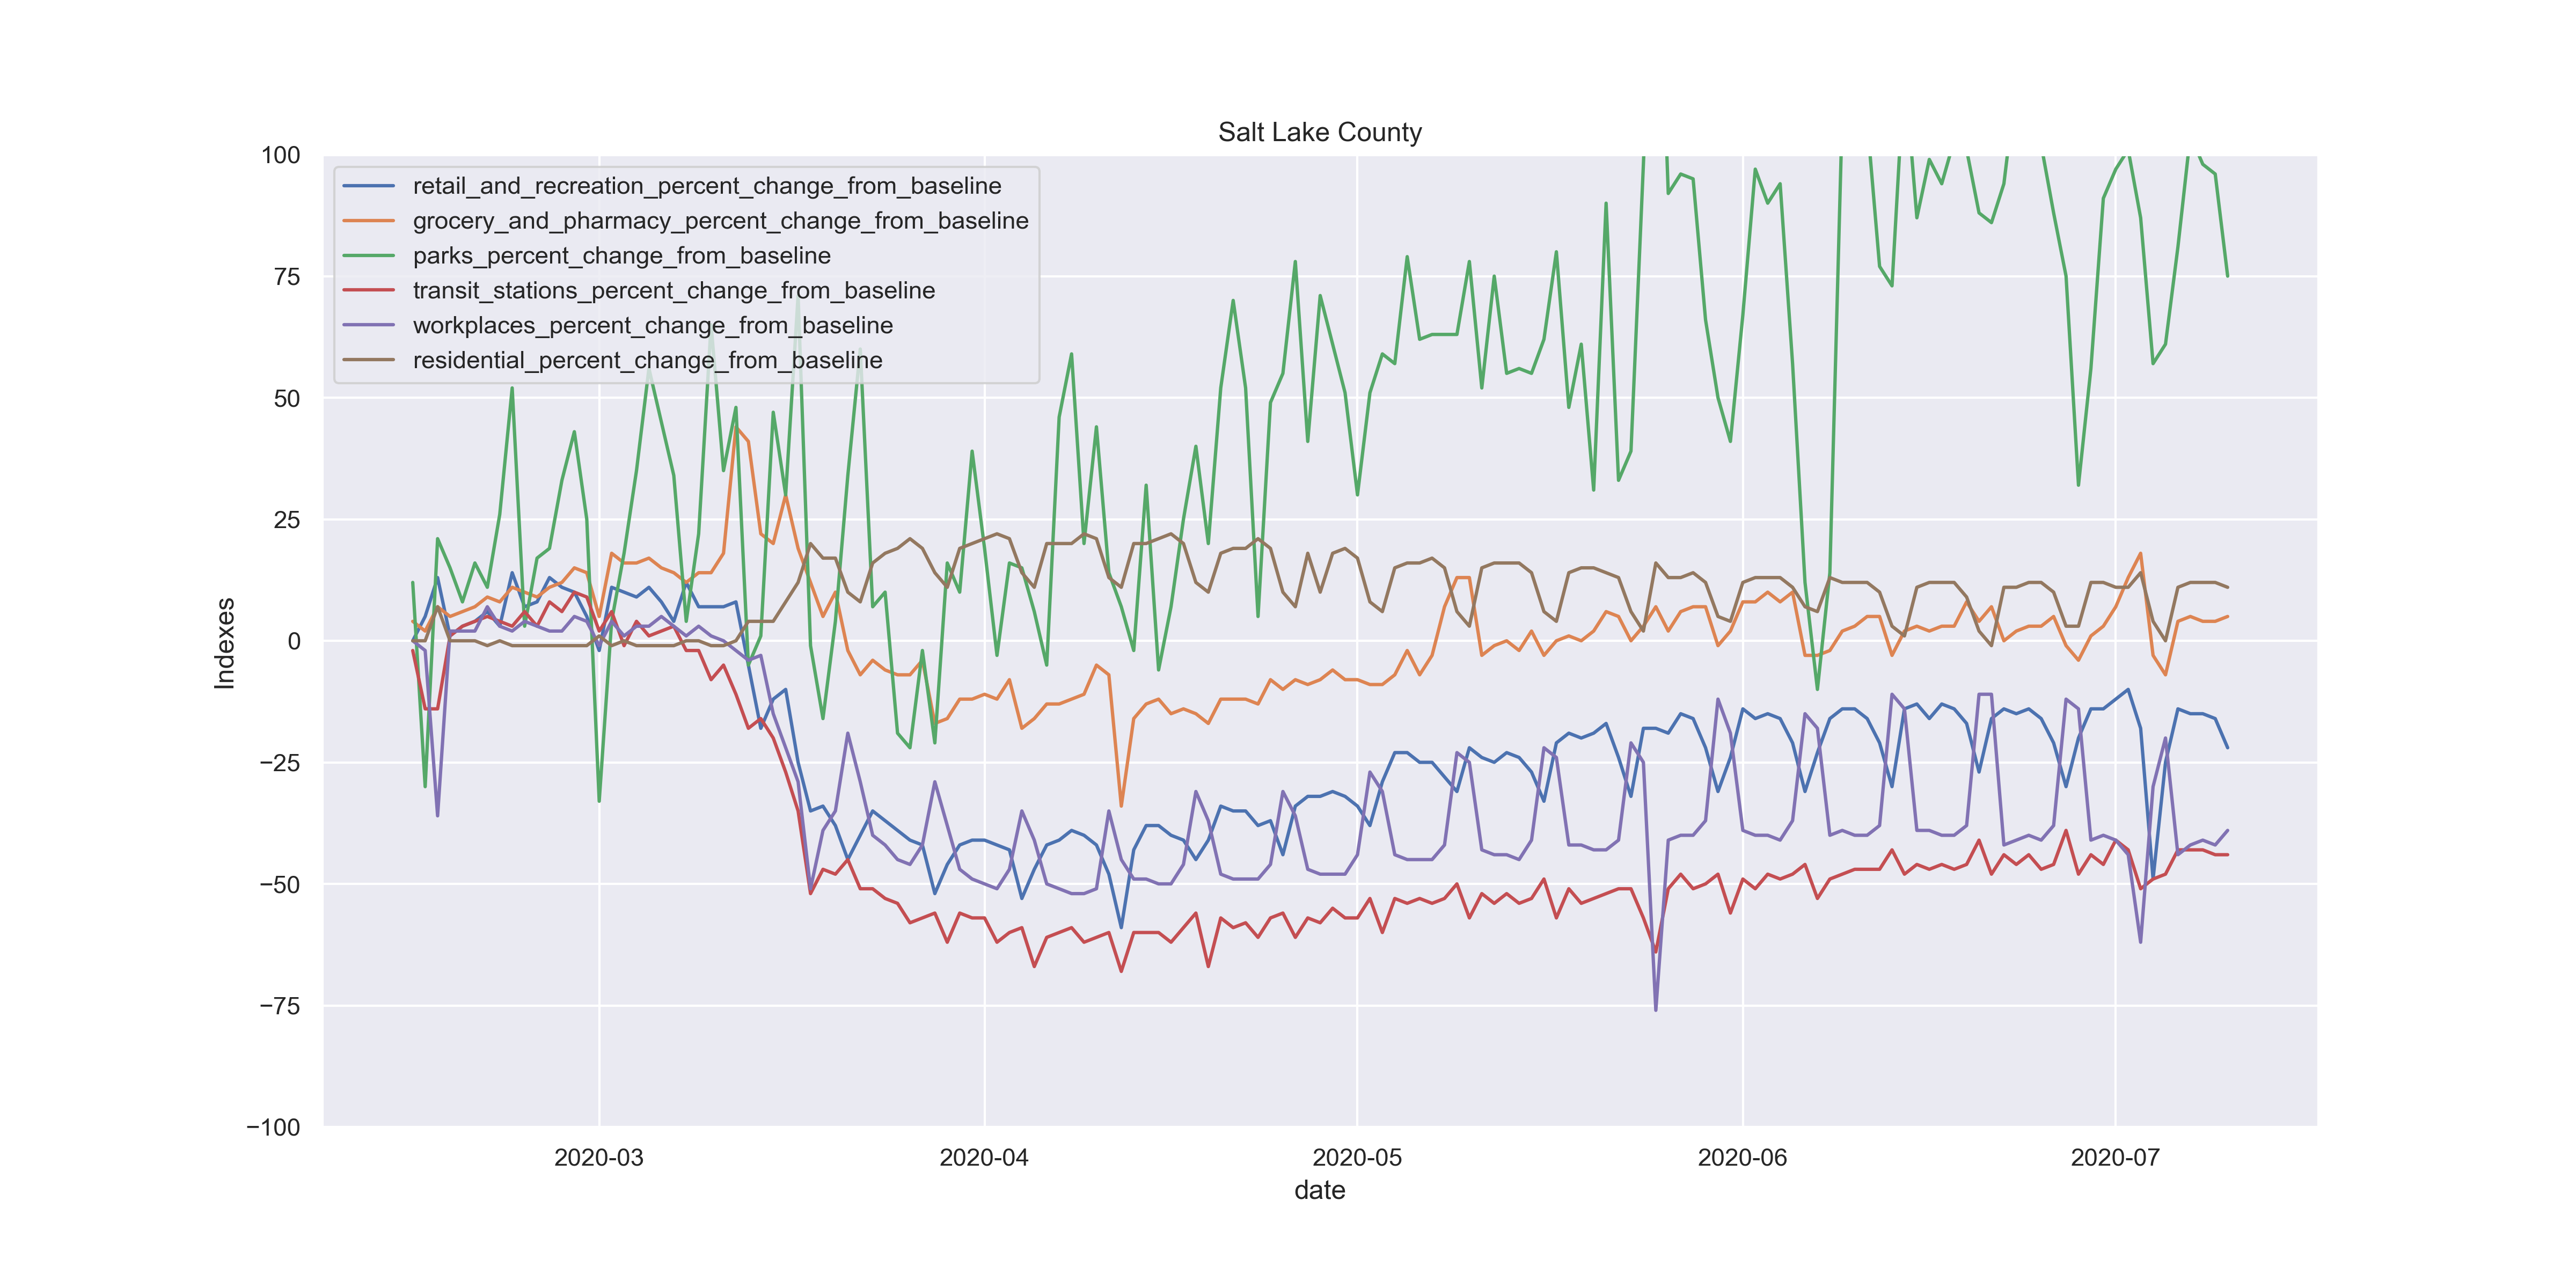 Salt Lake County
100
75
50
25
0
−25
−50
−75
−100
Indexes
retail_and_recreation_percent_change_from_baseline
grocery_and_pharmacy_percent_change_from_baseline
parks_percent_change_from_baseline
transit_stations_percent_change_from_baseline
workplaces_percent_change_from_baseline
residential_percent_change_from_baseline
2020-03
2020-04
2020-05
2020-06
2020-07
date